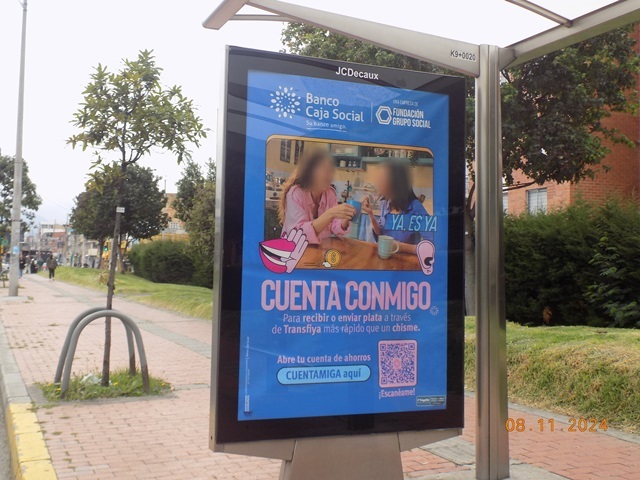 K9+0020
JCDecaux
Banco
Caja Social
Su banco amigo.
UNA EMPRESA DE
FUNDACIÓN
GRUPO SOCIAL
YA, ES YA
CUENTA CONMIGO
Para recibir o enviar plata a través
de Transfiya más rápido que un chisme.
Abre tu cuenta de ahorros
CUENTAMIGA aquí
¡Escanéame!
08.11.2024